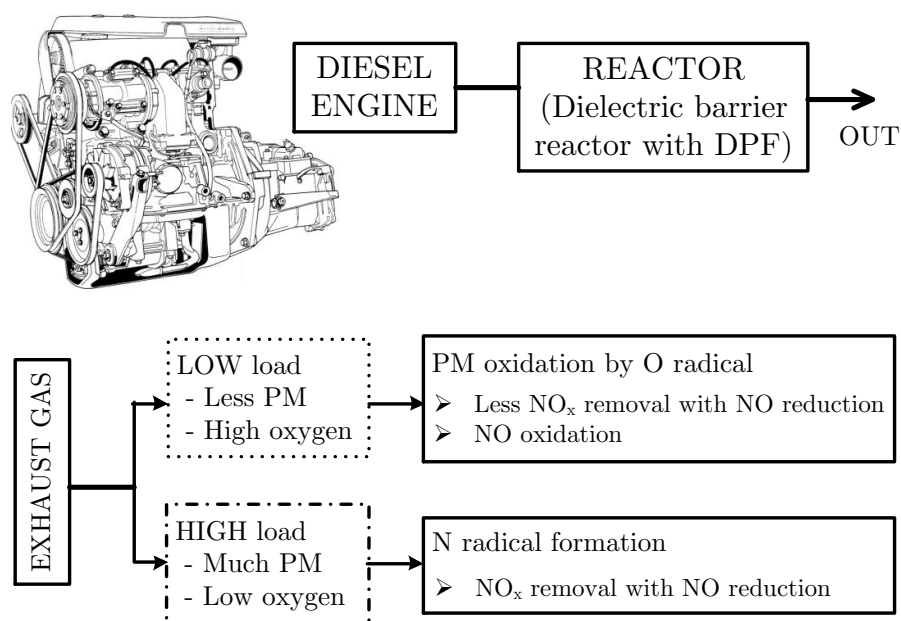 DIESEL
ENGINE
REACTOR
(Dielectric barrier
reactor with DPF)
OUT
EXHAUST GAS
LOW load
- Less PM
- High oxygen
PM oxidation by O radical
➢ Less NOₓ removal with NO reduction
➢ NO oxidation
HIGH load
- Much PM
- Low oxygen
N radical formation
➢ NOₓ removal with NO reduction